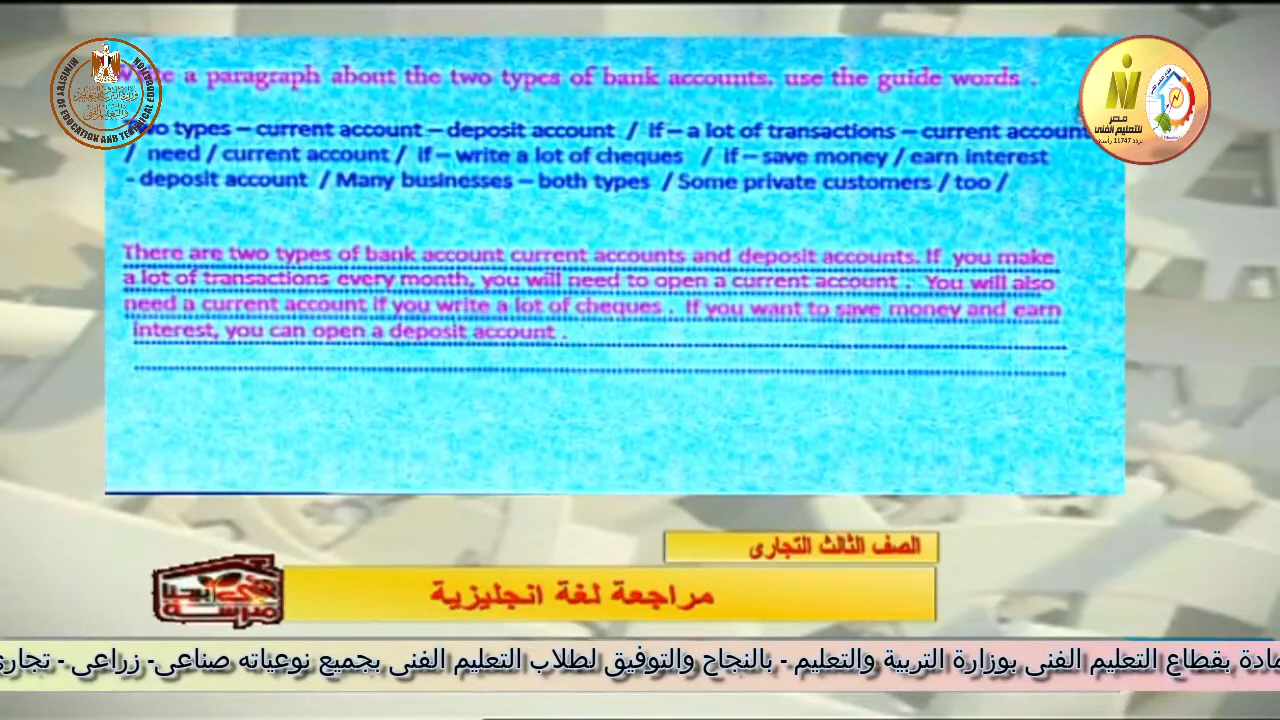 a paragraph about the two types of bank accounts. use the guide words .
two types – current account – deposit account / If – a lot of transactions – current account
/ need / current account / if – write a lot of cheques / if – save money / earn interest
- deposit account / Many businesses – both types / Some private customers / too /
There are two types of bank account current accounts and deposit accounts. If you make
a lot of transactions every month, you will need to open a current account . You will also
need a current account if you write a lot of cheques . If you want to save money and earn
interest, you can open a deposit account .
الصف الثالث التجارى
مراجعة لغة انجليزية
مدرسة
بقطاع التعليم الفنى بوزارة التربية والتعليم - بالنجاح والتوفيق لطلاب التعليم الفنى بجميع نوعياته صناعى - زراعى - تجارى
MINISTRY OF EDUCATION AND TECHNICAL EDUCATION
مصر
للتعليم الفنى
تردد 11747 رأسى